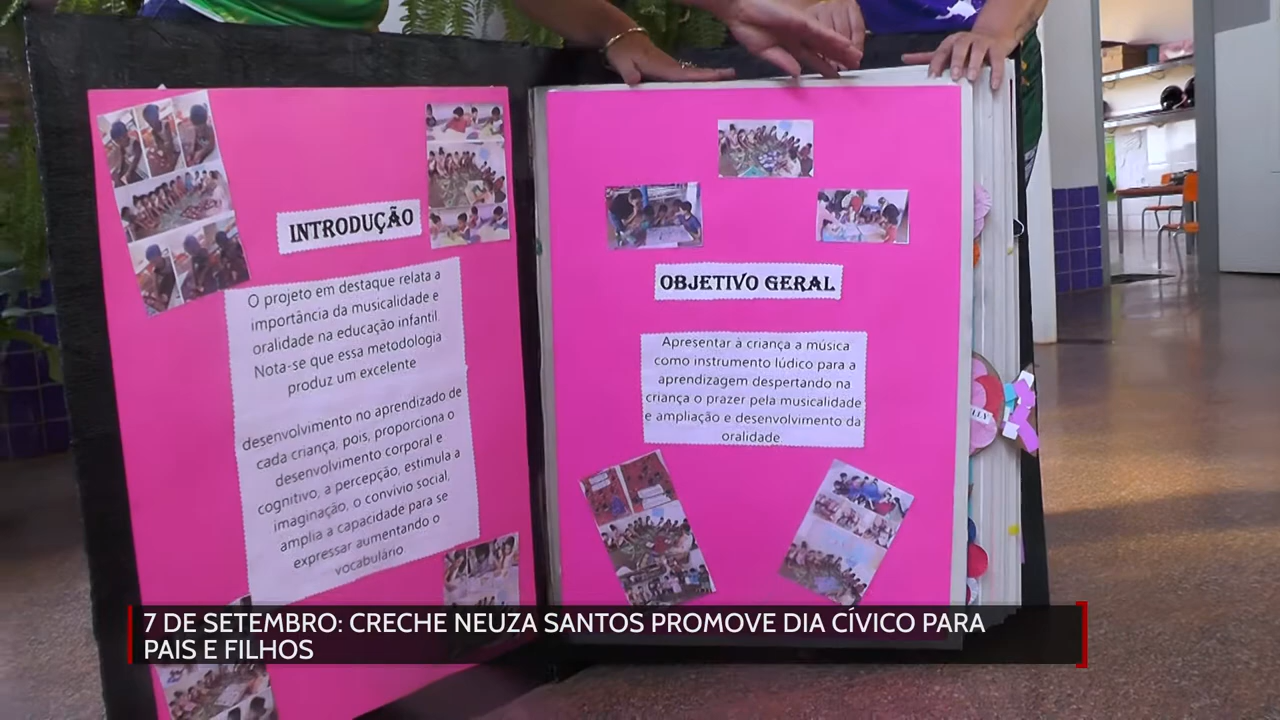 INTRODUÇÃO
O projeto em destaque relata a
importância da musicalidade e
oralidade na educação infantil.
Nota-se que essa metodologia
produz um excelente
desenvolvimento no aprendizado de
cada criança, pois, proporciona o
desenvolvimento corporal e
cognitivo, a percepção, estimula a
imaginação, o convívio social,
amplia a capacidade para se
expressar aumentando o
vocabulário.
OBJETIVO GERAL
Apresentar à criança a música
como instrumento lúdico para a
aprendizagem despertando na
criança o prazer pela musicalidade
e ampliação e desenvolvimento da
oralidade
7 DE SETEMBRO: CRECHE NEUZA SANTOS PROMOVE DIA CÍVICO PARA
PAIS E FILHOS